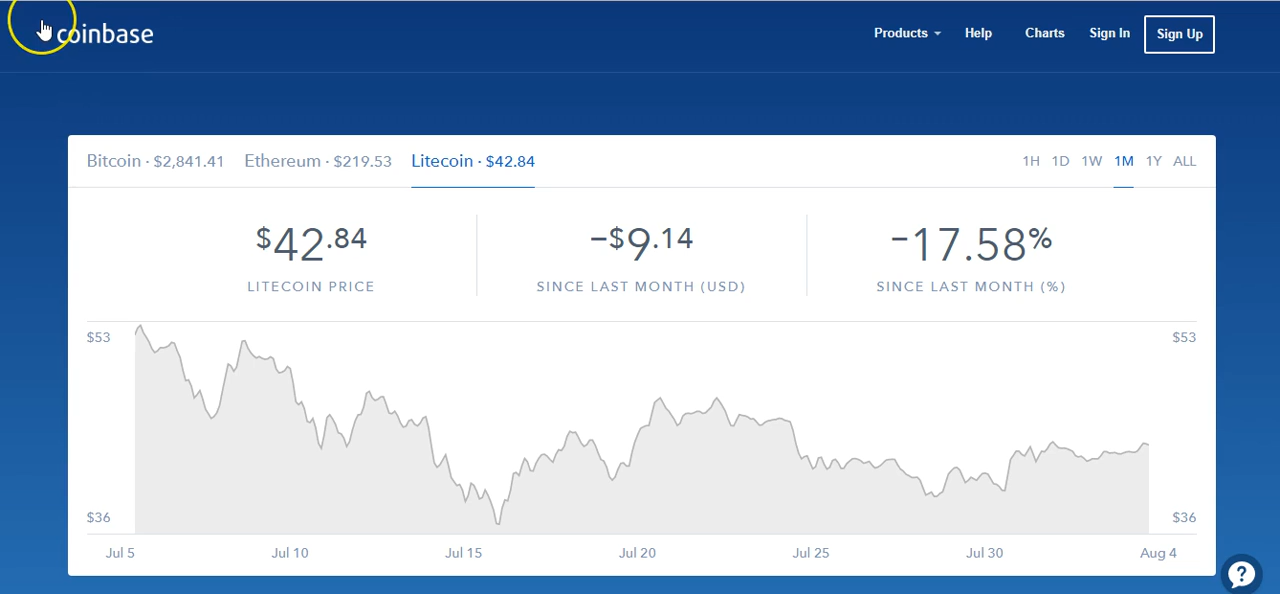 coinbase
Products Help Charts Sign In Sign Up
Bitcoin · $2,841.41 Ethereum · $219.53 Litecoin · $42.84 1H 1D 1W 1M 1Y ALL
$42.84 −$9.14 −17.58%
LITECOIN PRICE SINCE LAST MONTH (USD) SINCE LAST MONTH (%)
$53 $53
$36 $36
Jul 5 Jul 10 Jul 15 Jul 20 Jul 25 Jul 30 Aug 4
?